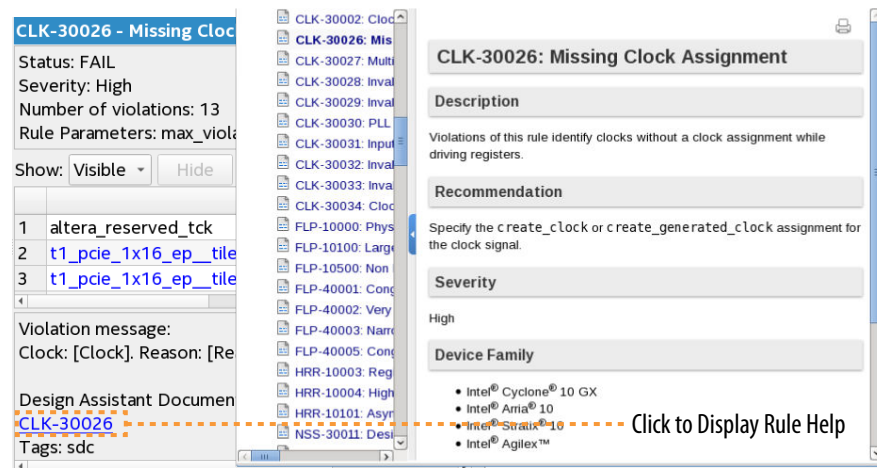 CLK-30026 - Missing Cloc
Status: FAIL
Severity: High
Number of violations: 13
Rule Parameters: max_viola
Show: Visible Hide
1 altera_reserved_tck
2 t1_pcie_1x16_ep__tile
3 t1_pcie_1x16_ep__tile
Violation message:
Clock: [Clock]. Reason: [Re
Design Assistant Documen
CLK-30026
Tags: sdc
CLK-30002: Cloc
CLK-30026: Mis
CLK-30027: Multi
CLK-30028: Inval
CLK-30029: Inval
CLK-30030: PLL
CLK-30031: Input
CLK-30032: Inval
CLK-30033: Inva
CLK-30034: Cloc
FLP-10000: Phys
FLP-10100: Large
FLP-10500: Non
FLP-40001: Cong
FLP-40002: Very
FLP-40003: Narro
FLP-40005: Cong
HRR-10003: Reg
HRR-10004: High
HRR-10101: Asyn
NSS-30011: Desi
CLK-30026: Missing Clock Assignment
Description
Violations of this rule identify clocks without a clock assignment while
driving registers.
Recommendation
Specify the create_clock or create_generated_clock assignment for
the clock signal.
Severity
High
Device Family
• Intel® Cyclone® 10 GX
• Intel® Arria® 10
• Intel® Stratix® 10
• Intel® Agilex™
Click to Display Rule Help